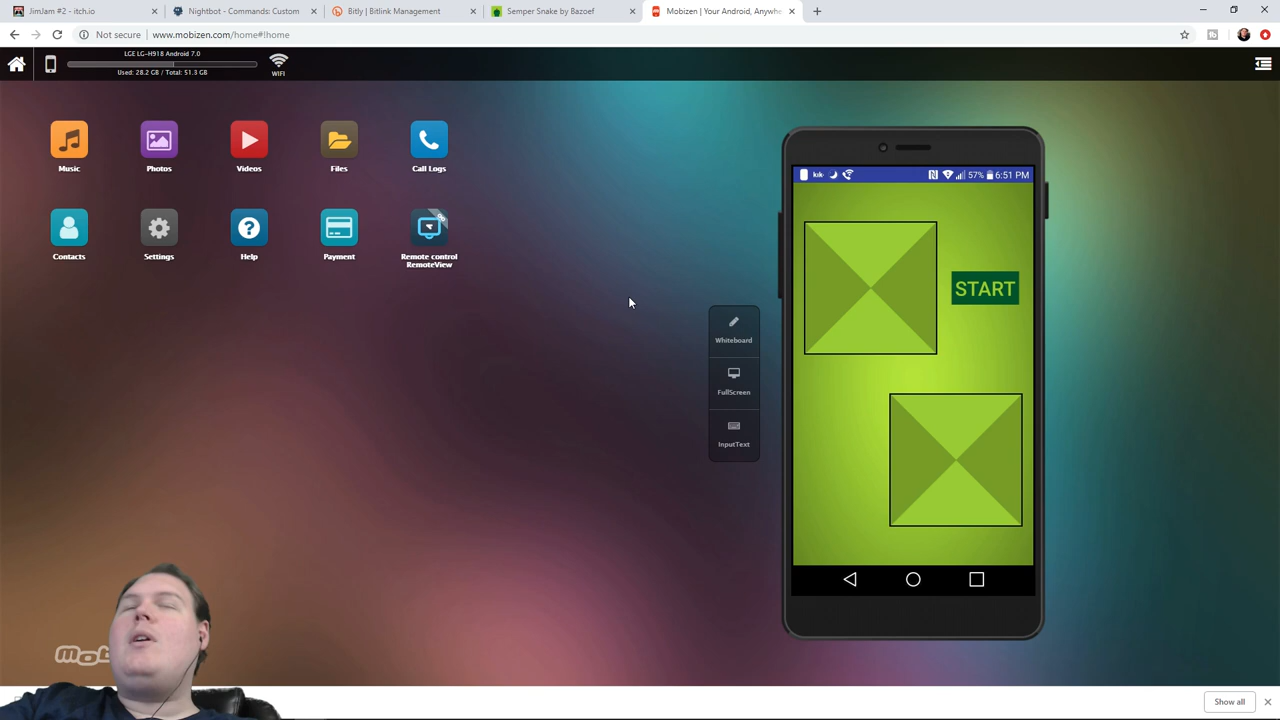 JimJam #2 - itch.io
Nightbot - Commands: Custom
Bitly | Bitlink Management
Semper Snake by Bazoef
Mobizen | Your Android, Anywhe
Not secure
www.mobizen.com/home#!home
LGE LG-H918 Android 7.0
Used: 28.2 GB / Total: 51.3 GB
WIFI
Music
Photos
Videos
Files
Call Logs
Contacts
Settings
Help
Payment
Remote control
RemoteView
Whiteboard
FullScreen
InputText
kik
57%
6:51 PM
START
Show all